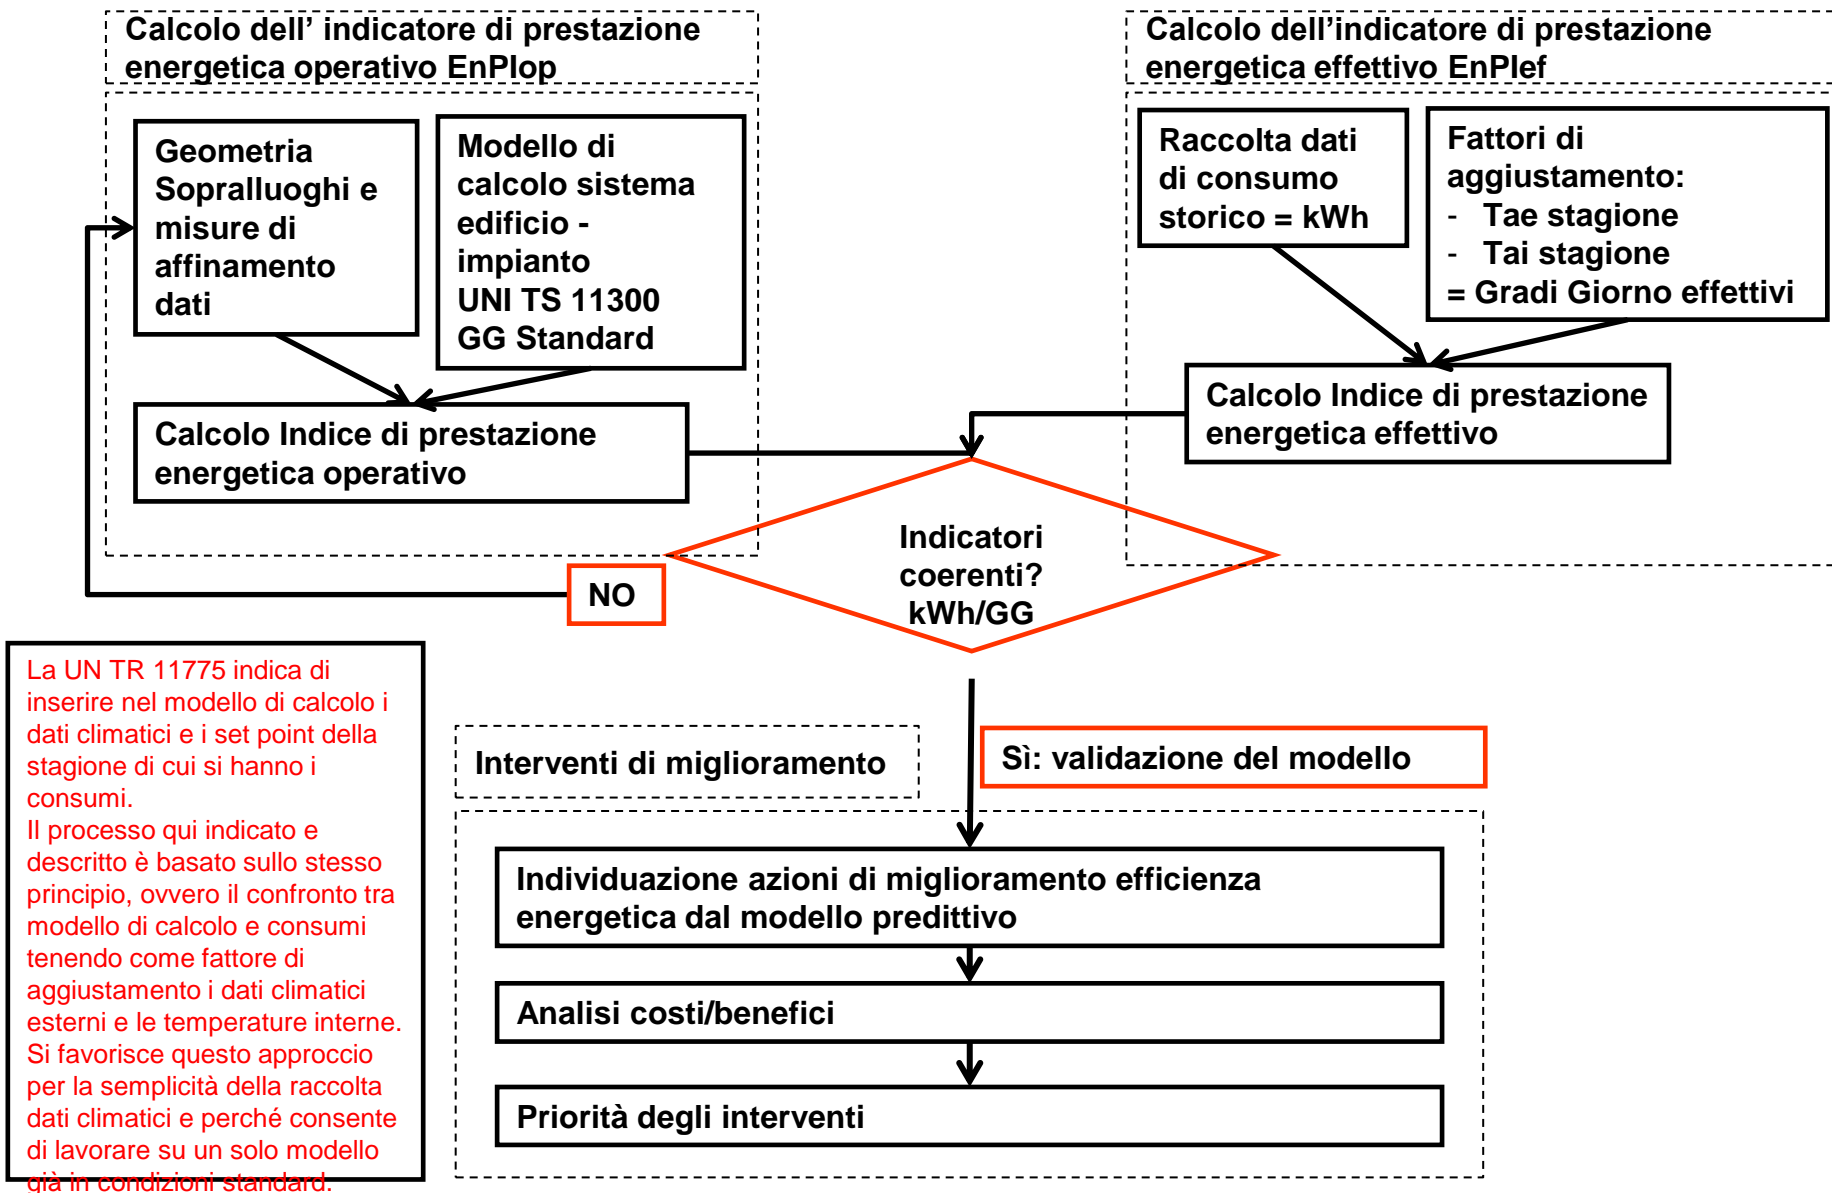 Calcolo dell' indicatore di prestazione
energetica operativo EnPIop
Calcolo dell'indicatore di prestazione
energetica effettivo EnPIef
Geometria
Sopralluoghi e
misure di
affinamento
dati
Modello di
calcolo sistema
edificio -
impianto
UNI TS 11300
GG Standard
Raccolta dati
di consumo
storico = kWh
Fattori di
aggiustamento:
- Tae stagione
- Tai stagione
= Gradi Giorno effettivi
Calcolo Indice di prestazione
energetica operativo
Calcolo Indice di prestazione
energetica effettivo
Indicatori
coerenti?
kWh/GG
NO
La UN TR 11775 indica di
inserire nel modello di calcolo i
dati climatici e i set point della
stagione di cui si hanno i
consumi.
Il processo qui indicato e
descritto è basato sullo stesso
principio, ovvero il confronto tra
modello di calcolo e consumi
tenendo come fattore di
aggiustamento i dati climatici
esterni e le temperature interne.
Si favorisce questo approccio
per la semplicità della raccolta
dati climatici e perché consente
di lavorare su un solo modello
già in condizioni standard.
Interventi di miglioramento
Sì: validazione del modello
Individuazione azioni di miglioramento efficienza
energetica dal modello predittivo
Analisi costi/benefici
Priorità degli interventi